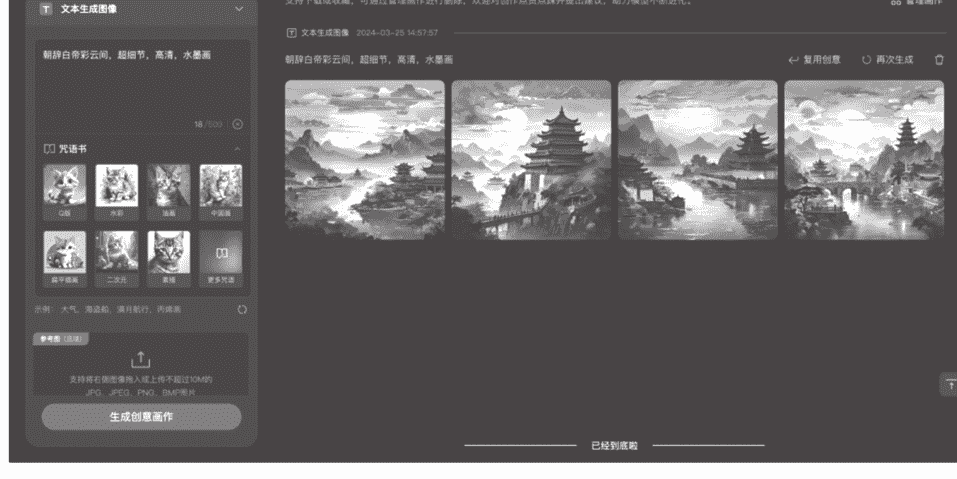 文本生成图像
朝辞白帝彩云间，超细节，高清，水墨画
18/500
咒语书
Q版
水彩
油画
中国画
扁平插画
二次元
素描
更多咒语
示例： 大气，海盗船，满月航行，丙烯画
参考图（选填）
支持将右侧图像拖入或上传不超过10M的
JPG、JPEG、PNG、BMP图片
生成创意画作
管理画作
文本生成图像 2024-03-25 14:57:57
朝辞白帝彩云间，超细节，高清，水墨画
复用创意
再次生成
已经到底啦